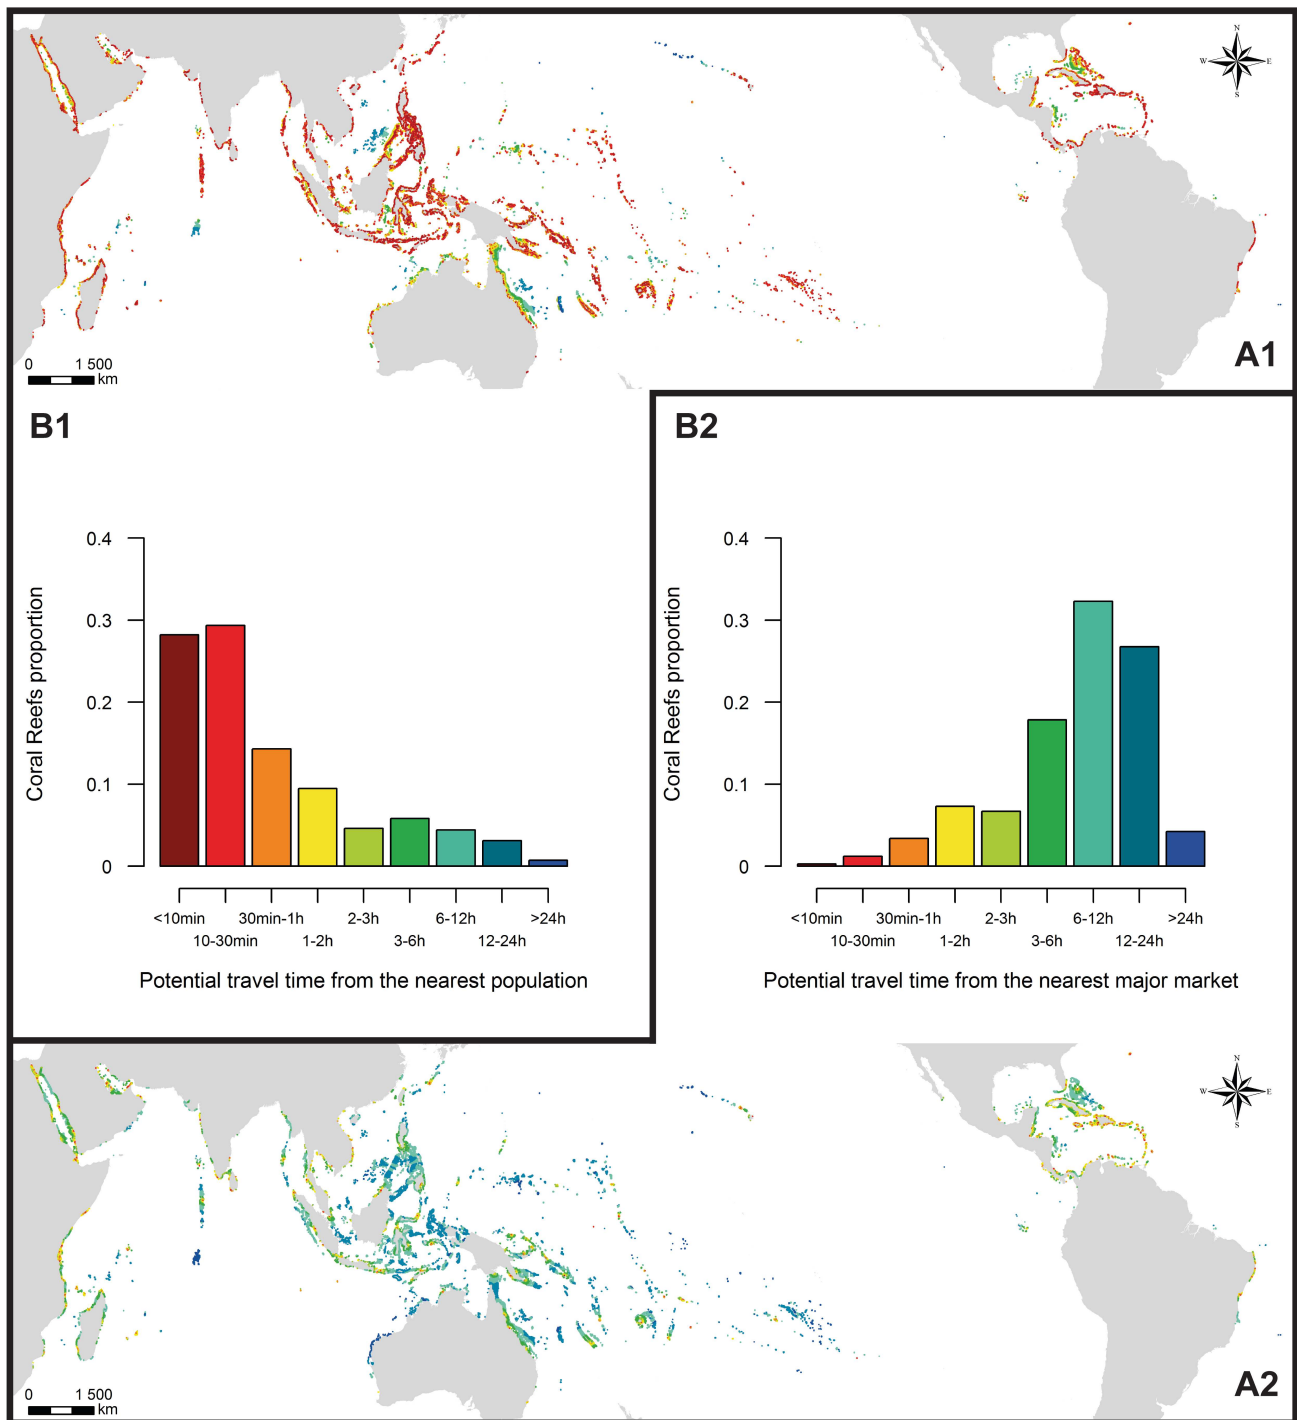 N
W E
S
0 1 500
km
A1
B1
0.4
0.3
0.2
0.1
0
Coral Reefs proportion
<10min 30min-1h 2-3h 6-12h >24h
10-30min 1-2h 3-6h 12-24h
Potential travel time from the nearest population
B2
0.4
0.3
0.2
0.1
0
Coral Reefs proportion
<10min 30min-1h 2-3h 6-12h >24h
10-30min 1-2h 3-6h 12-24h
Potential travel time from the nearest major market
N
W E
S
0 1 500
km
A2